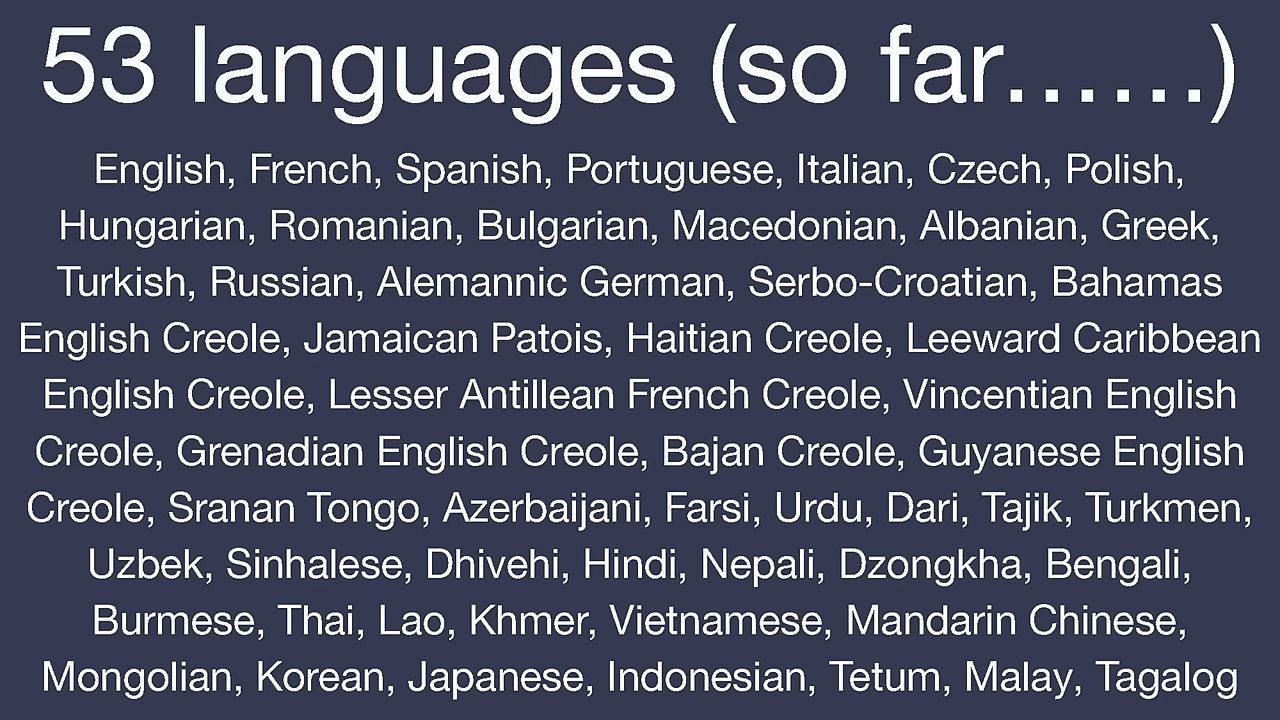 53 languages (so far......)
English, French, Spanish, Portuguese, Italian, Czech, Polish,
Hungarian, Romanian, Bulgarian, Macedonian, Albanian, Greek,
Turkish, Russian, Alemannic German, Serbo-Croatian, Bahamas
English Creole, Jamaican Patois, Haitian Creole, Leeward Caribbean
English Creole, Lesser Antillean French Creole, Vincentian English
Creole, Grenadian English Creole, Bajan Creole, Guyanese English
Creole, Sranan Tongo, Azerbaijani, Farsi, Urdu, Dari, Tajik, Turkmen,
Uzbek, Sinhalese, Dhivehi, Hindi, Nepali, Dzongkha, Bengali,
Burmese, Thai, Lao, Khmer, Vietnamese, Mandarin Chinese,
Mongolian, Korean, Japanese, Indonesian, Tetum, Malay, Tagalog